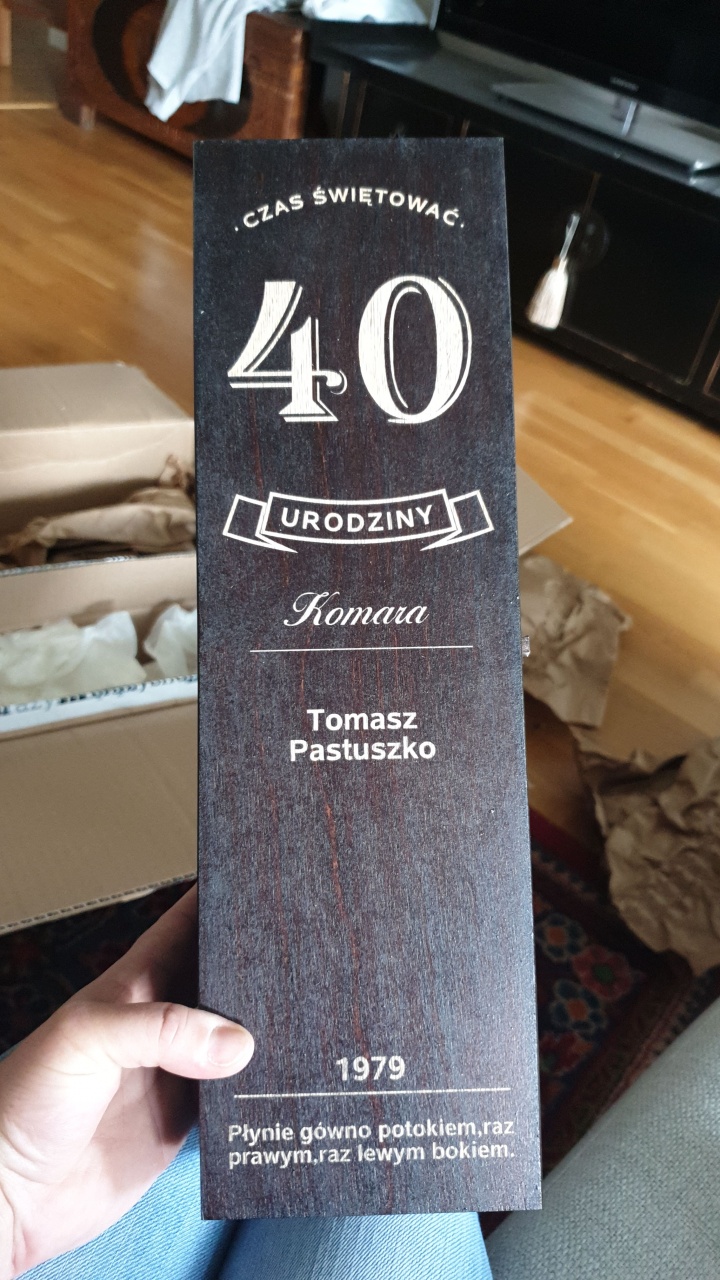 · CZAS ŚWIĘTOWAĆ ·
40
URODZINY
Komara
Tomasz
Pastuszko
1979
Płynie gówno potokiem,raz
prawym,raz lewym bokiem.